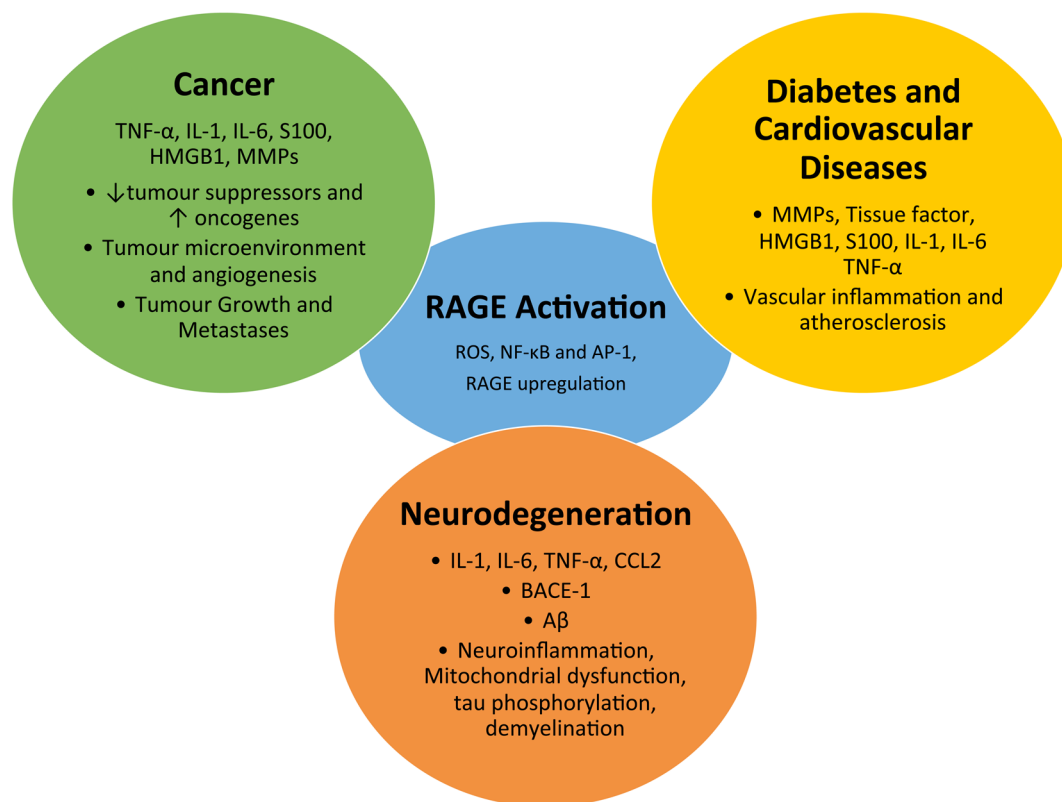 Cancer
TNF-α, IL-1, IL-6, S100,
HMGB1, MMPs
• ↓tumour suppressors and
↑ oncogenes
• Tumour microenvironment
and angiogenesis
• Tumour Growth and
Metastases
Diabetes and
Cardiovascular
Diseases
• MMPs, Tissue factor,
HMGB1, S100, IL-1, IL-6
TNF-α
• Vascular inflammation and
atherosclerosis
RAGE Activation
ROS, NF-κB and AP-1,
RAGE upregulation
Neurodegeneration
• IL-1, IL-6, TNF-α, CCL2
• BACE-1
• Aβ
• Neuroinflammation,
Mitochondrial dysfunction,
tau phosphorylation,
demyelination